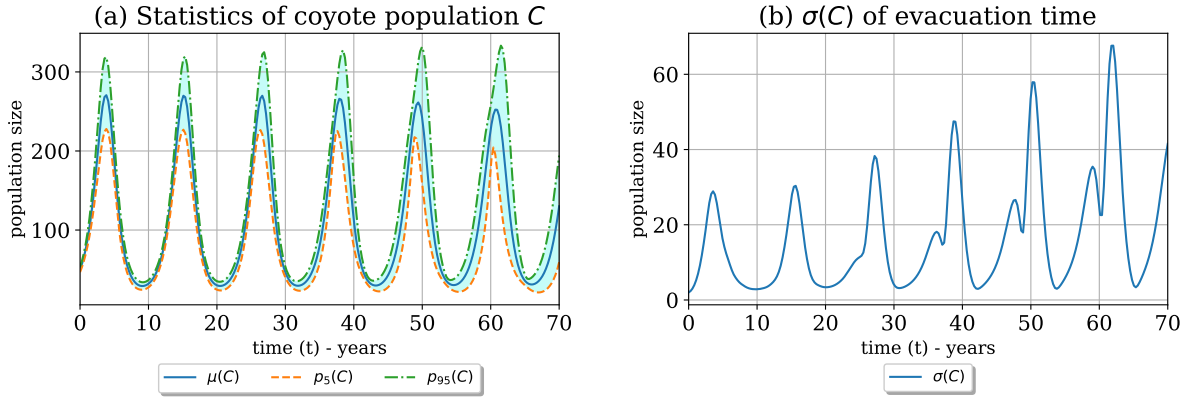 (a) Statistics of coyote population C
population size
300
200
100
0 10 20 30 40 50 60 70
time (t) - years
μ(C) p₅(C) p₉₅(C)
(b) σ(C) of evacuation time
population size
60
40
20
0
0 10 20 30 40 50 60 70
time (t) - years
σ(C)